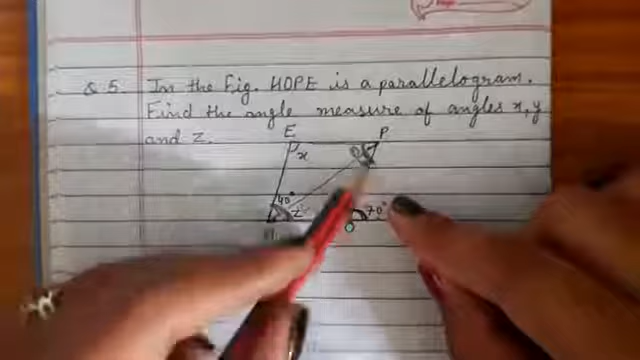 Q 5. In the Fig. HOPE is a parallelogram.
Find the angle measure of angles x, y
and z.
E P
x
40°
z 70°
H O